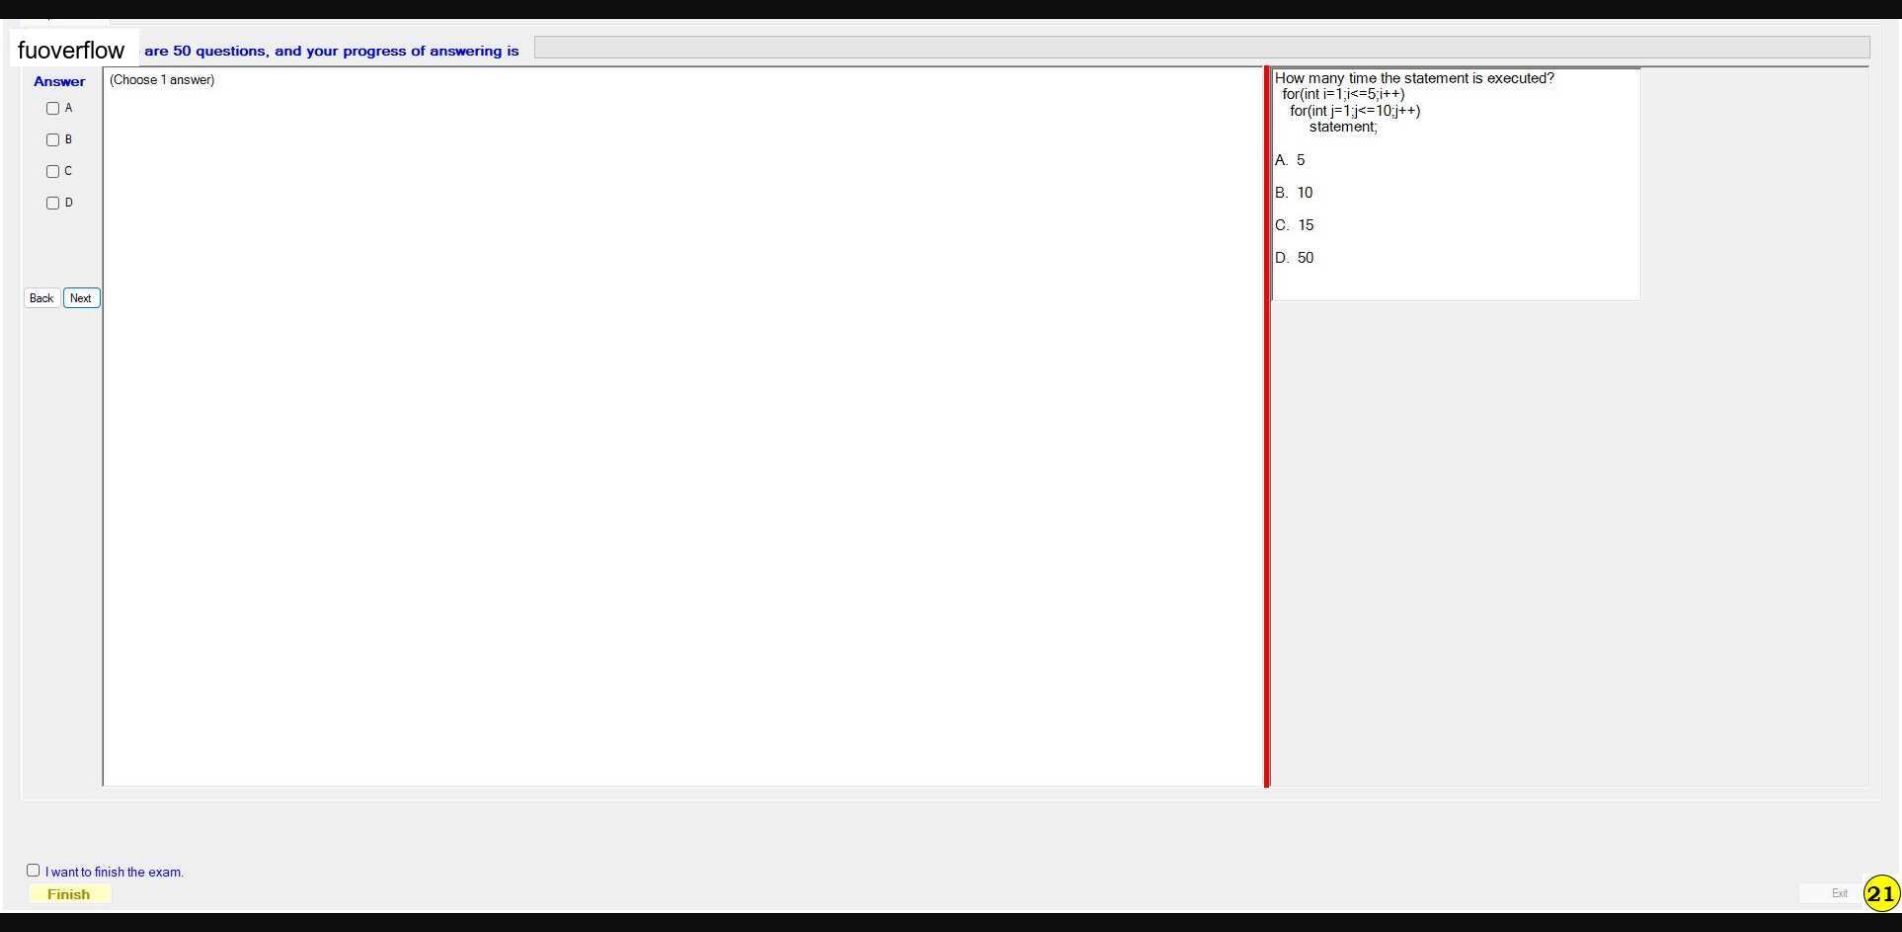 fuoverflow are 50 questions, and your progress of answering is
Answer
A
B
C
D
Back Next
(Choose 1 answer)
How many time the statement is executed?
for(int i=1;i<=5;i++)
for(int j=1;j<=10;j++)
statement;
A. 5
B. 10
C. 15
D. 50
I want to finish the exam.
Finish
Exit
21